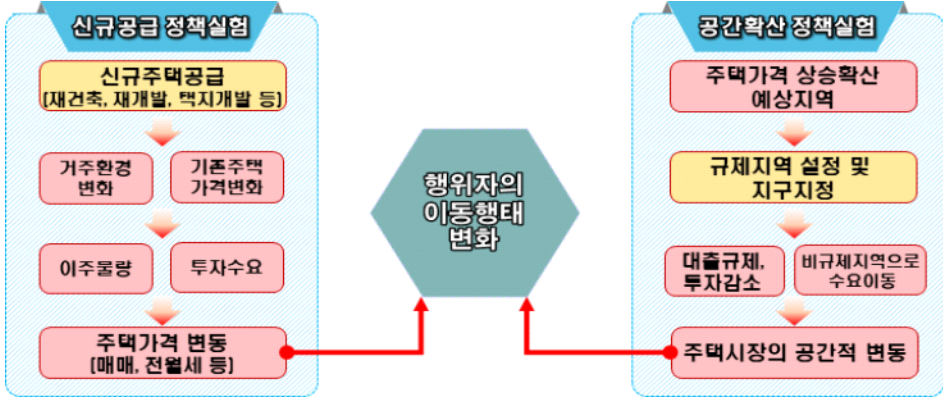 신규공급 정책실험
신규주택공급
(재건축, 재개발, 택지개발 등)
거주환경
변화
기존주택
가격변화
이주물량
투자수요
주택가격 변동
(매매, 전월세 등)
행위자의
이동행태
변화
공간확산 정책실험
주택가격 상승확산
예상지역
규제지역 설정 및
지구지정
대출규제,
투자감소
비규제지역으로
수요이동
주택시장의 공간적 변동